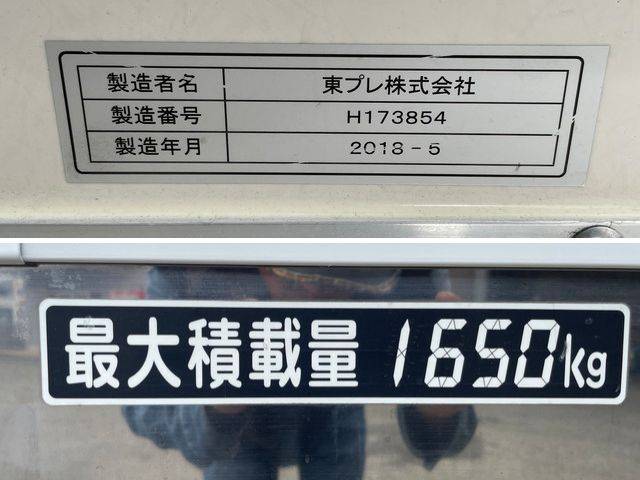 製造者名 東プレ株式会社
製造番号 H173854
製造年月 2018-5
最大積載量 1650kg